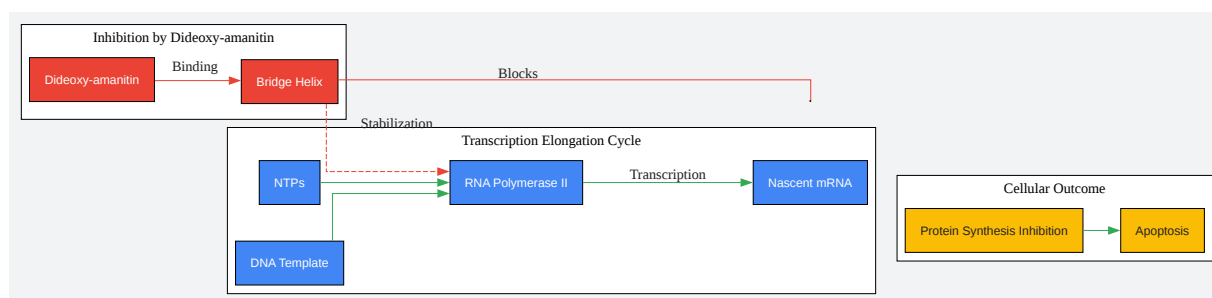 Inhibition by Dideoxy-amanitin
Dideoxy-amanitin
Binding
Bridge Helix
Blocks
Stabilization
Transcription Elongation Cycle
NTPs
RNA Polymerase II
Transcription
Nascent mRNA
DNA Template
Cellular Outcome
Protein Synthesis Inhibition
Apoptosis